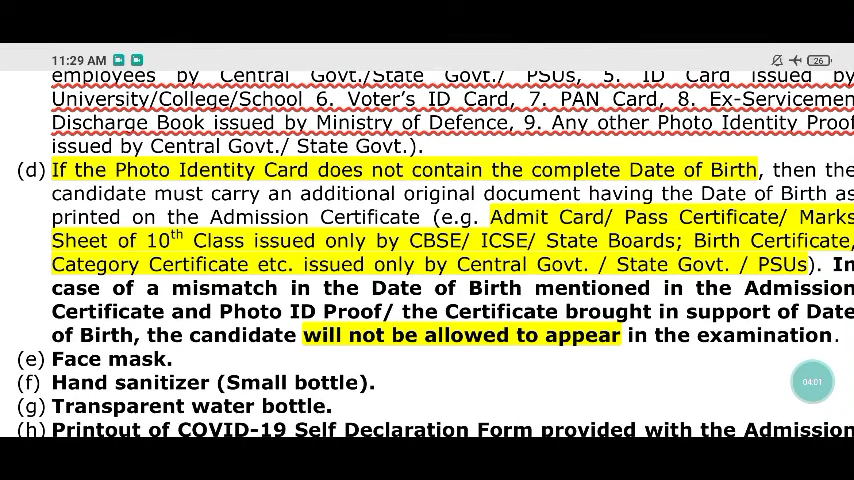 11:29 AM
26
employees by Central Govt./State Govt./ PSUs, 5. ID Card issued by
University/College/School 6. Voter's ID Card, 7. PAN Card, 8. Ex-Servicemen
Discharge Book issued by Ministry of Defence, 9. Any other Photo Identity Proof
issued by Central Govt./ State Govt.).
(d) If the Photo Identity Card does not contain the complete Date of Birth, then the
candidate must carry an additional original document having the Date of Birth as
printed on the Admission Certificate (e.g. Admit Card/ Pass Certificate/ Marks
Sheet of 10th Class issued only by CBSE/ ICSE/ State Boards; Birth Certificate,
Category Certificate etc. issued only by Central Govt. / State Govt. / PSUs). In
case of a mismatch in the Date of Birth mentioned in the Admission
Certificate and Photo ID Proof/ the Certificate brought in support of Date
of Birth, the candidate will not be allowed to appear in the examination.
(e) Face mask.
(f) Hand sanitizer (Small bottle).
04:01
(g) Transparent water bottle.
(h) Printout of COVID-19 Self Declaration Form provided with the Admission